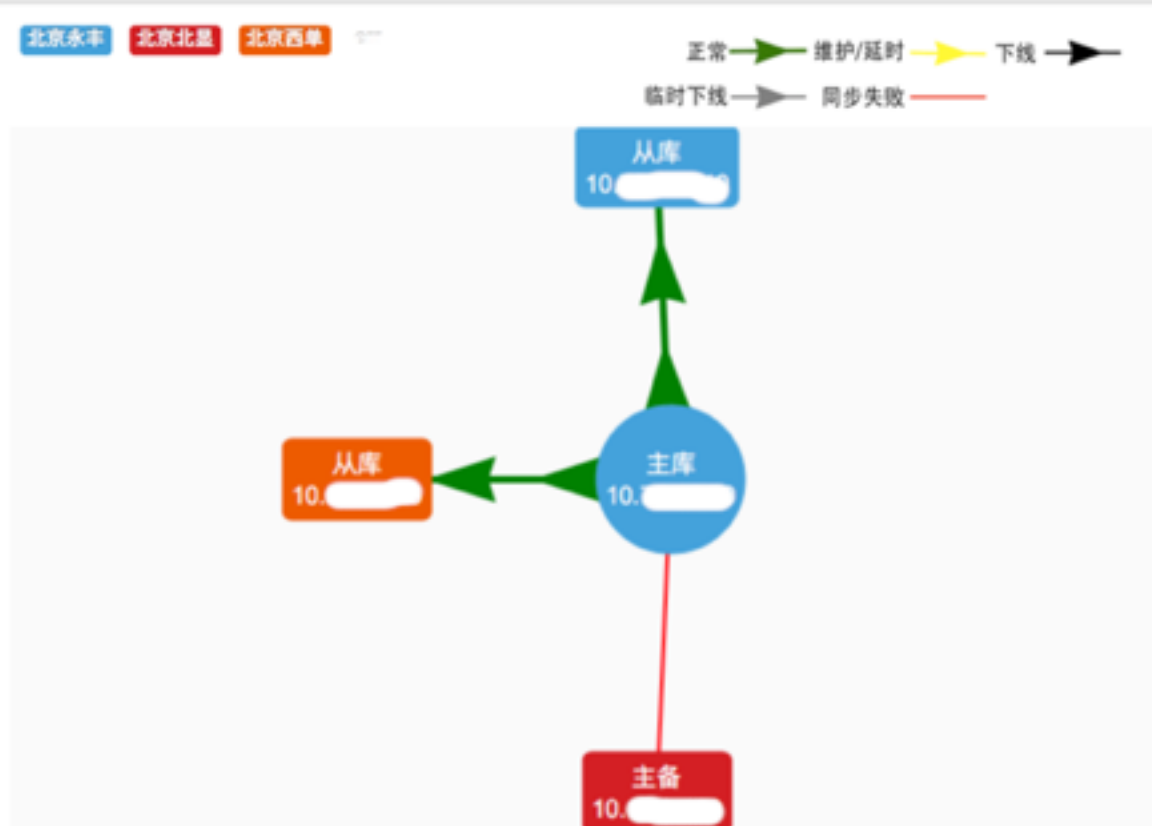 北京永丰 北京北显 北京西单
正常 维护/延时 下线
临时下线 同步失败
从库
10.
从库
10.
主库
10.
主备
10.